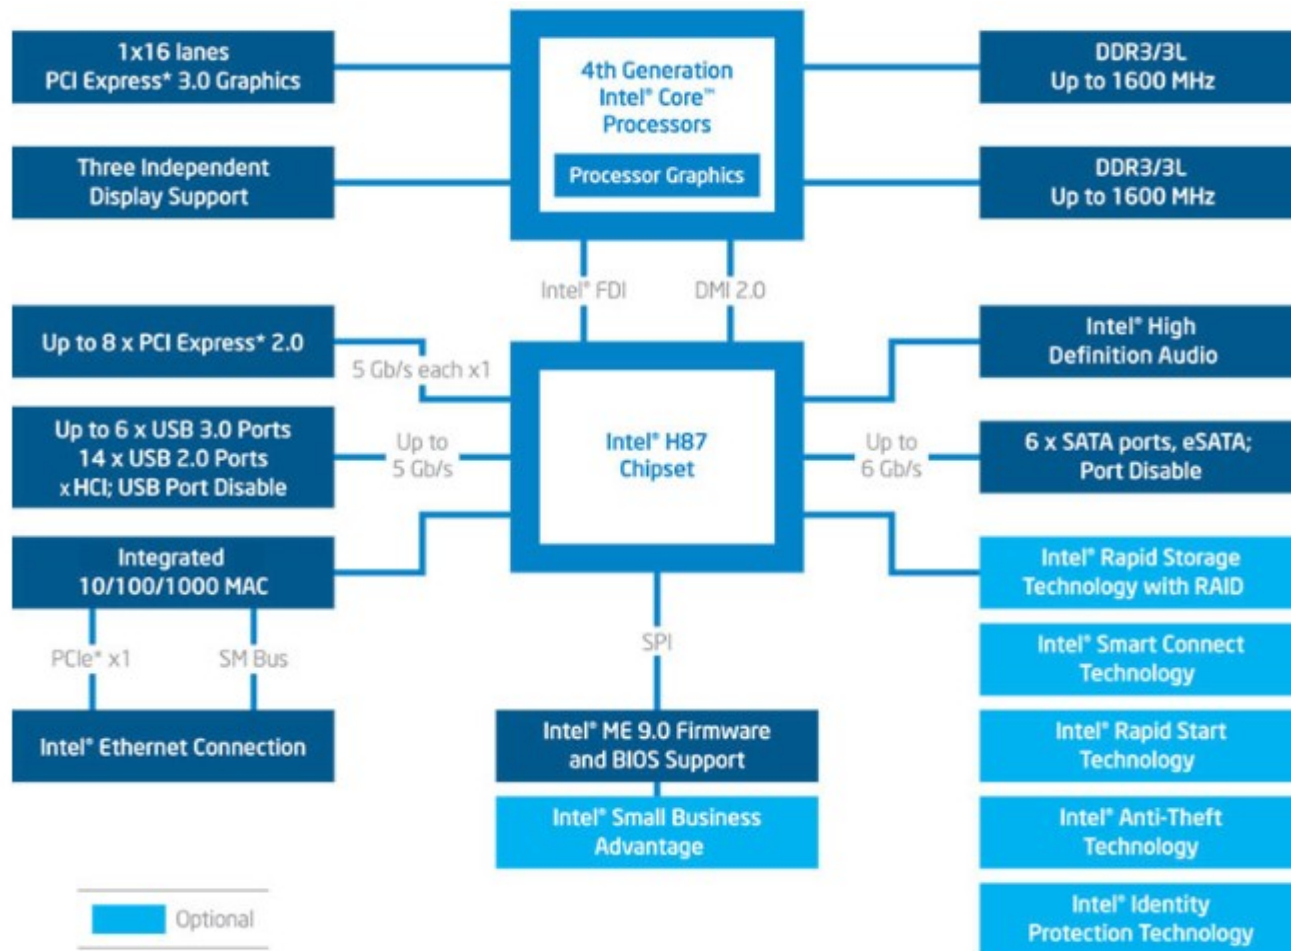 1x16 lanes
PCI Express* 3.0 Graphics
4th Generation
Intel® Core™
Processors
Processor Graphics
DDR3/3L
Up to 1600 MHz
Three Independent
Display Support
DDR3/3L
Up to 1600 MHz
Intel® FDI
DMI 2.0
Up to 8 x PCI Express* 2.0
5 Gb/s each x1
Intel® High
Definition Audio
Up to 6 x USB 3.0 Ports
14 x USB 2.0 Ports
xHCI; USB Port Disable
Up to
5 Gb/s
Intel® H87
Chipset
Up to
6 Gb/s
6 x SATA ports, eSATA;
Port Disable
Integrated
10/100/1000 MAC
Intel® Rapid Storage
Technology with RAID
PCIe* x1
SM Bus
SPI
Intel® Smart Connect
Technology
Intel® Ethernet Connection
Intel® ME 9.0 Firmware
and BIOS Support
Intel® Rapid Start
Technology
Intel® Small Business
Advantage
Intel® Anti-Theft
Technology
Optional
Intel® Identity
Protection Technology